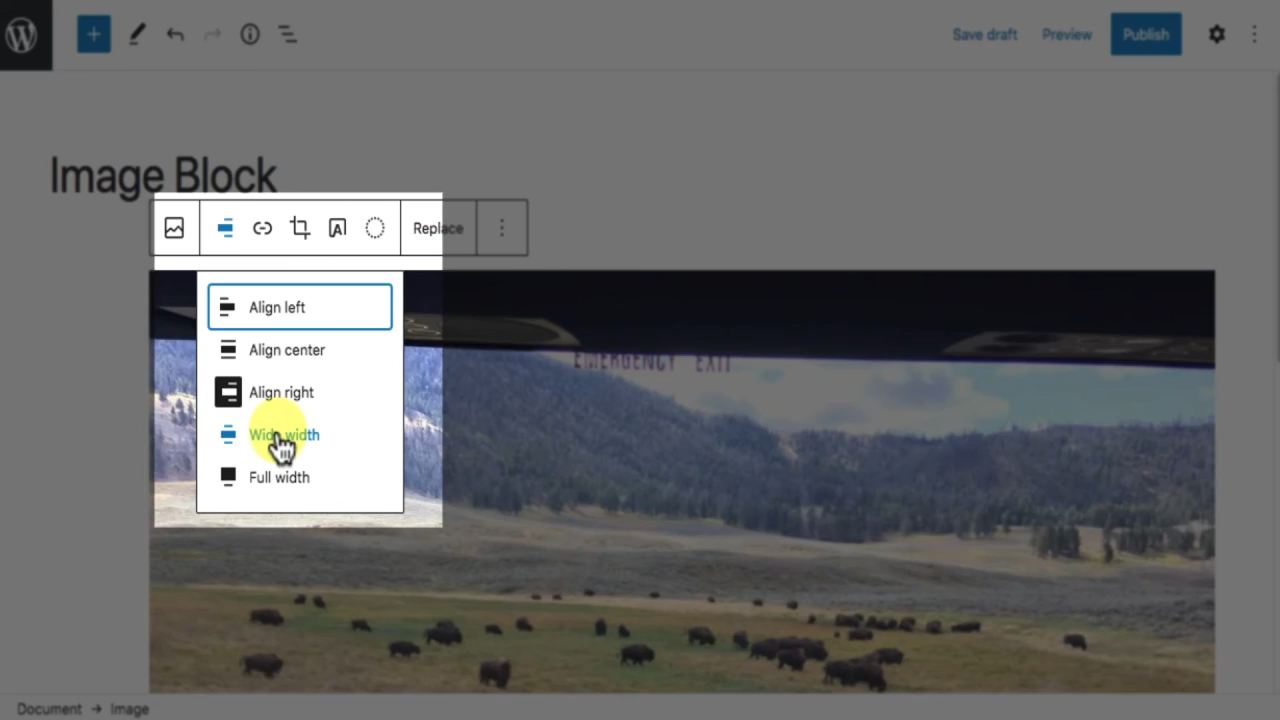 Save draft Preview Publish
Image Block
Replace
Align left
Align center
Align right
Wide width
Full width
EMERGENCY EXIT
Document → Image